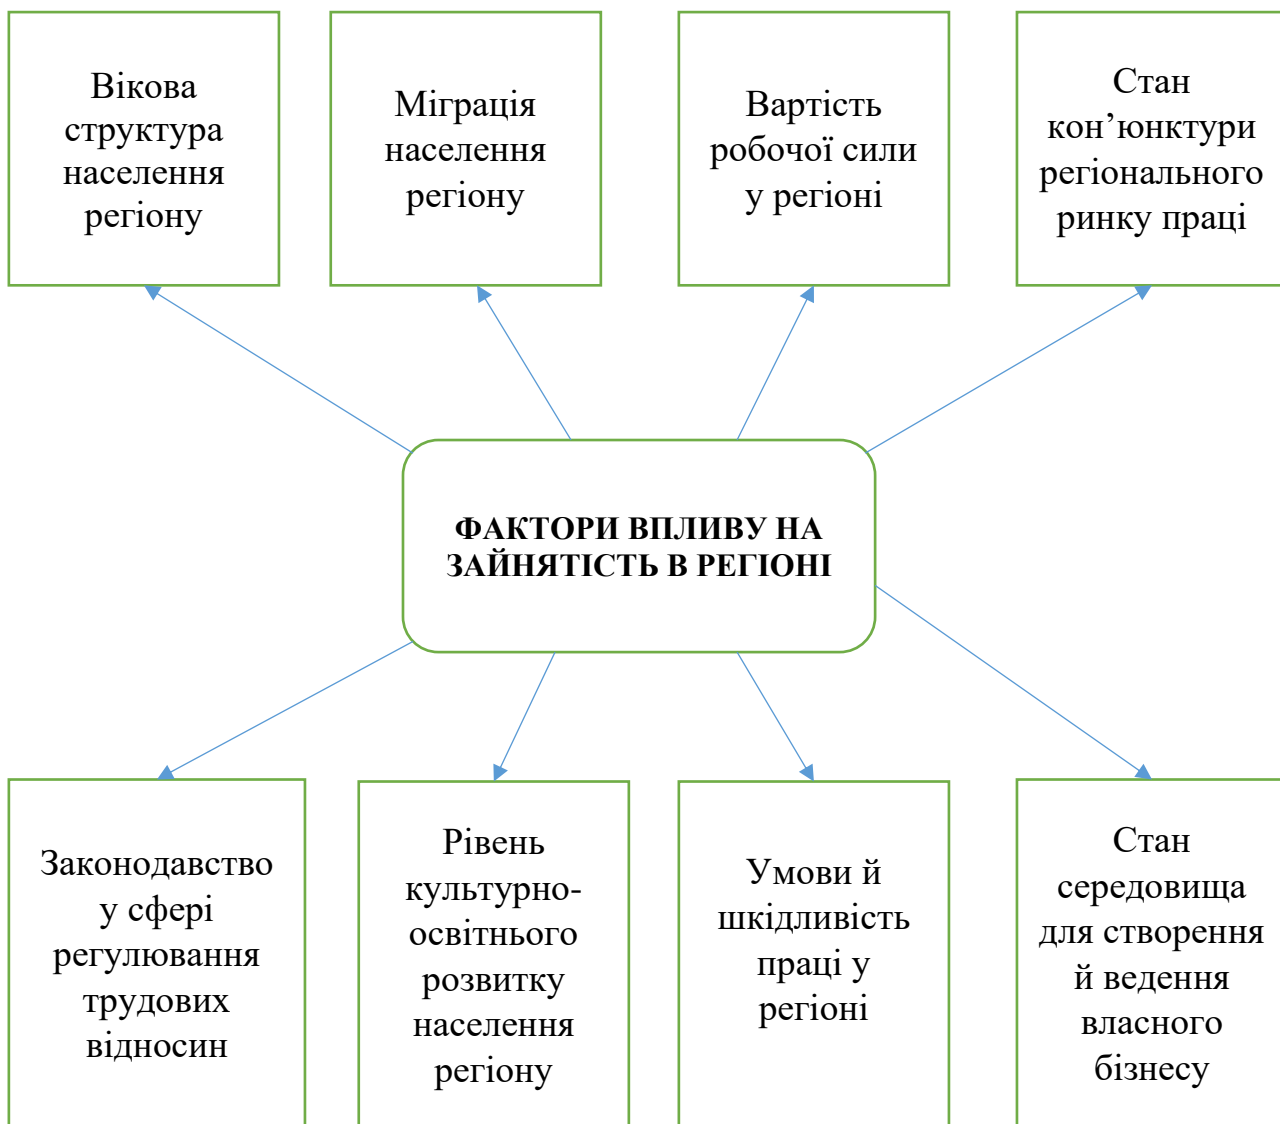 Вікова
структура
населення
регіону
Міграція
населення
регіону
Вартість
робочої сили
у регіоні
Стан
кон’юнктури
регіонального
ринку праці
ФАКТОРИ ВПЛИВУ НА
ЗАЙНЯТІСТЬ В РЕГІОНІ
Законодавство
у сфері
регулювання
трудових
відносин
Рівень
культурно-
освітнього
розвитку
населення
регіону
Умови й
шкідливість
праці у
регіоні
Стан
середовища
для створення
й ведення
власного
бізнесу